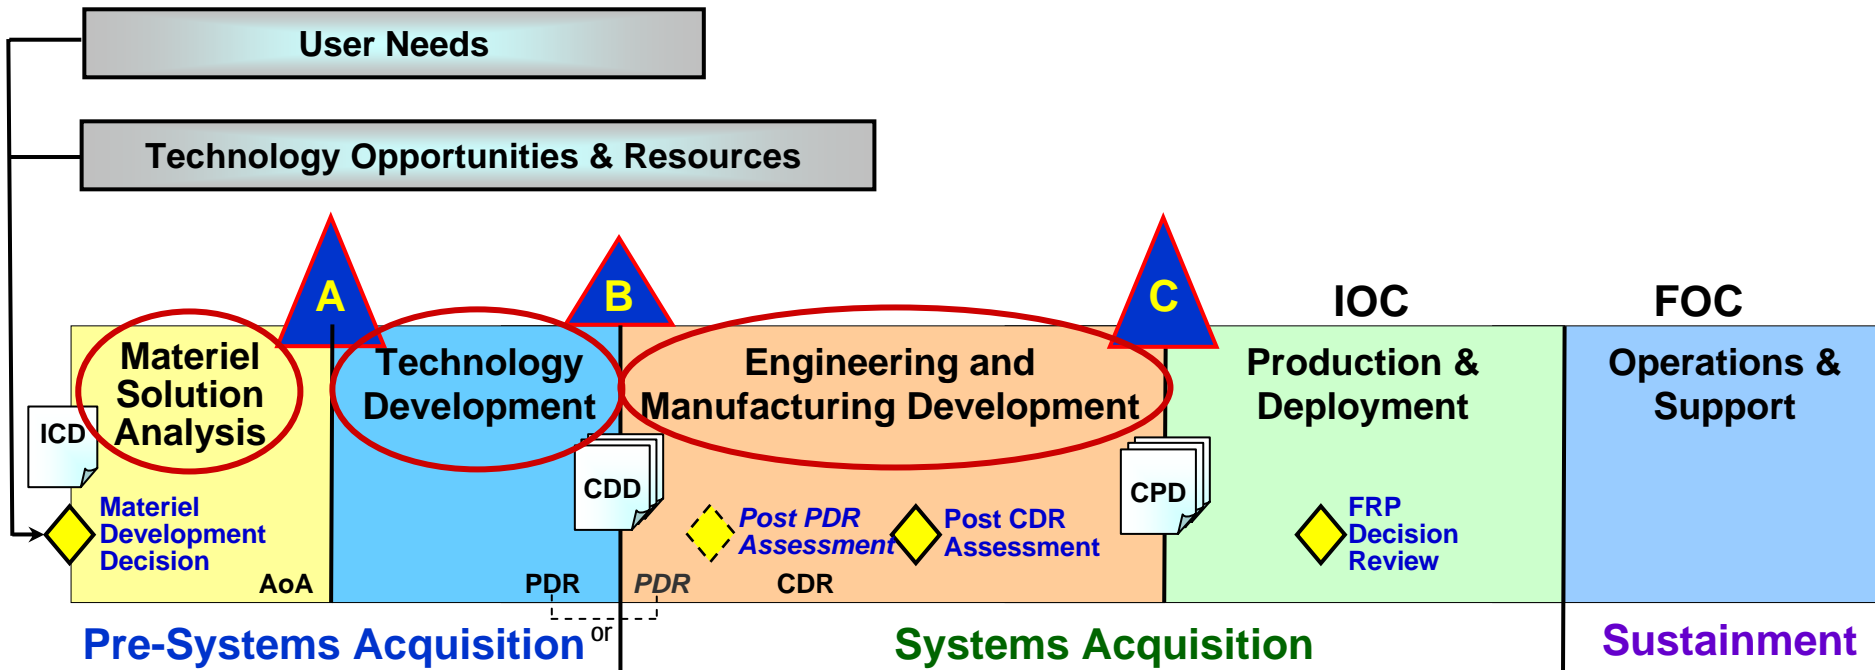 User Needs
Technology Opportunities & Resources
A
B
C
IOC
FOC
Materiel
Solution
Analysis
Technology
Development
Engineering and
Manufacturing Development
Production &
Deployment
Operations &
Support
ICD
CDD
CPD
Materiel
Development
Decision
Post PDR
Assessment
Post CDR
Assessment
FRP
Decision
Review
AoA
PDR
PDR
CDR
or
Pre-Systems Acquisition
Systems Acquisition
Sustainment